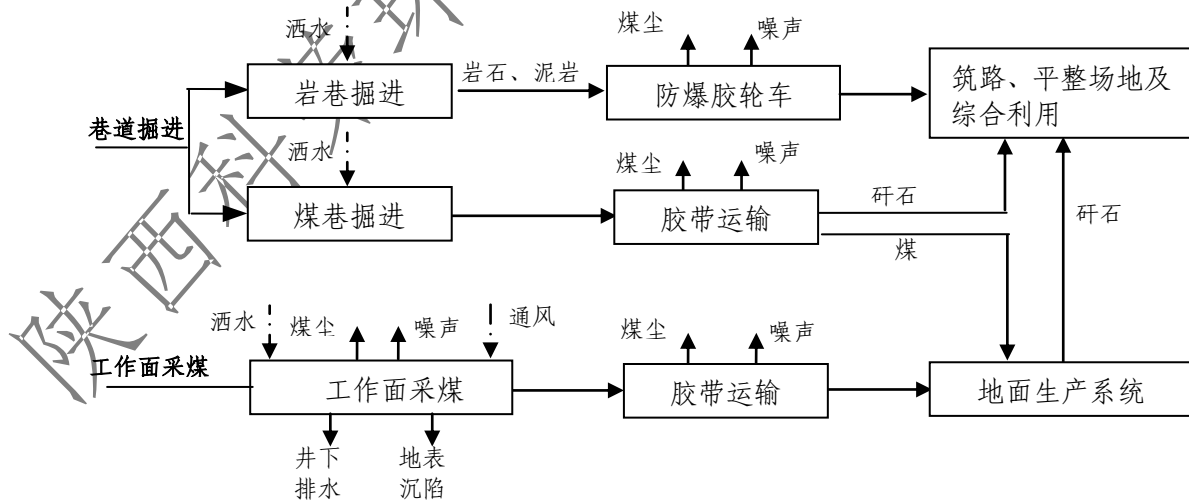 洒水
煤尘
噪声
岩巷掘进
岩石、泥岩
防爆胶轮车
筑路、平整场地及
综合利用
巷道掘进
洒水
煤尘
噪声
煤巷掘进
胶带运输
矸石
煤
矸石
洒水
煤尘
噪声
通风
煤尘
噪声
工作面采煤
工作面采煤
胶带运输
地面生产系统
井下
排水
地表
沉陷
陕西科